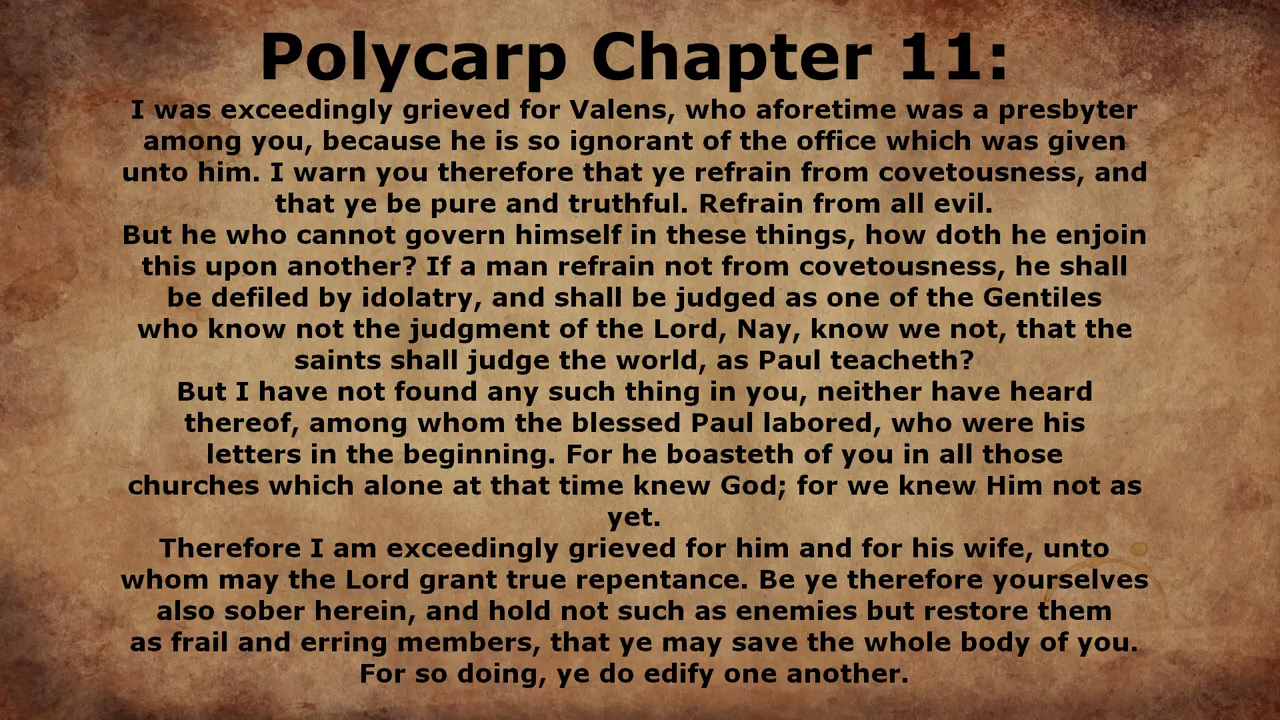 Polycarp Chapter 11:
I was exceedingly grieved for Valens, who aforetime was a presbyter
among you, because he is so ignorant of the office which was given
unto him. I warn you therefore that ye refrain from covetousness, and
that ye be pure and truthful. Refrain from all evil.
But he who cannot govern himself in these things, how doth he enjoin
this upon another? If a man refrain not from covetousness, he shall
be defiled by idolatry, and shall be judged as one of the Gentiles
who know not the judgment of the Lord, Nay, know we not, that the
saints shall judge the world, as Paul teacheth?
But I have not found any such thing in you, neither have heard
thereof, among whom the blessed Paul labored, who were his
letters in the beginning. For he boasteth of you in all those
churches which alone at that time knew God; for we knew Him not as
yet.
Therefore I am exceedingly grieved for him and for his wife, unto
whom may the Lord grant true repentance. Be ye therefore yourselves
also sober herein, and hold not such as enemies but restore them
as frail and erring members, that ye may save the whole body of you.
For so doing, ye do edify one another.